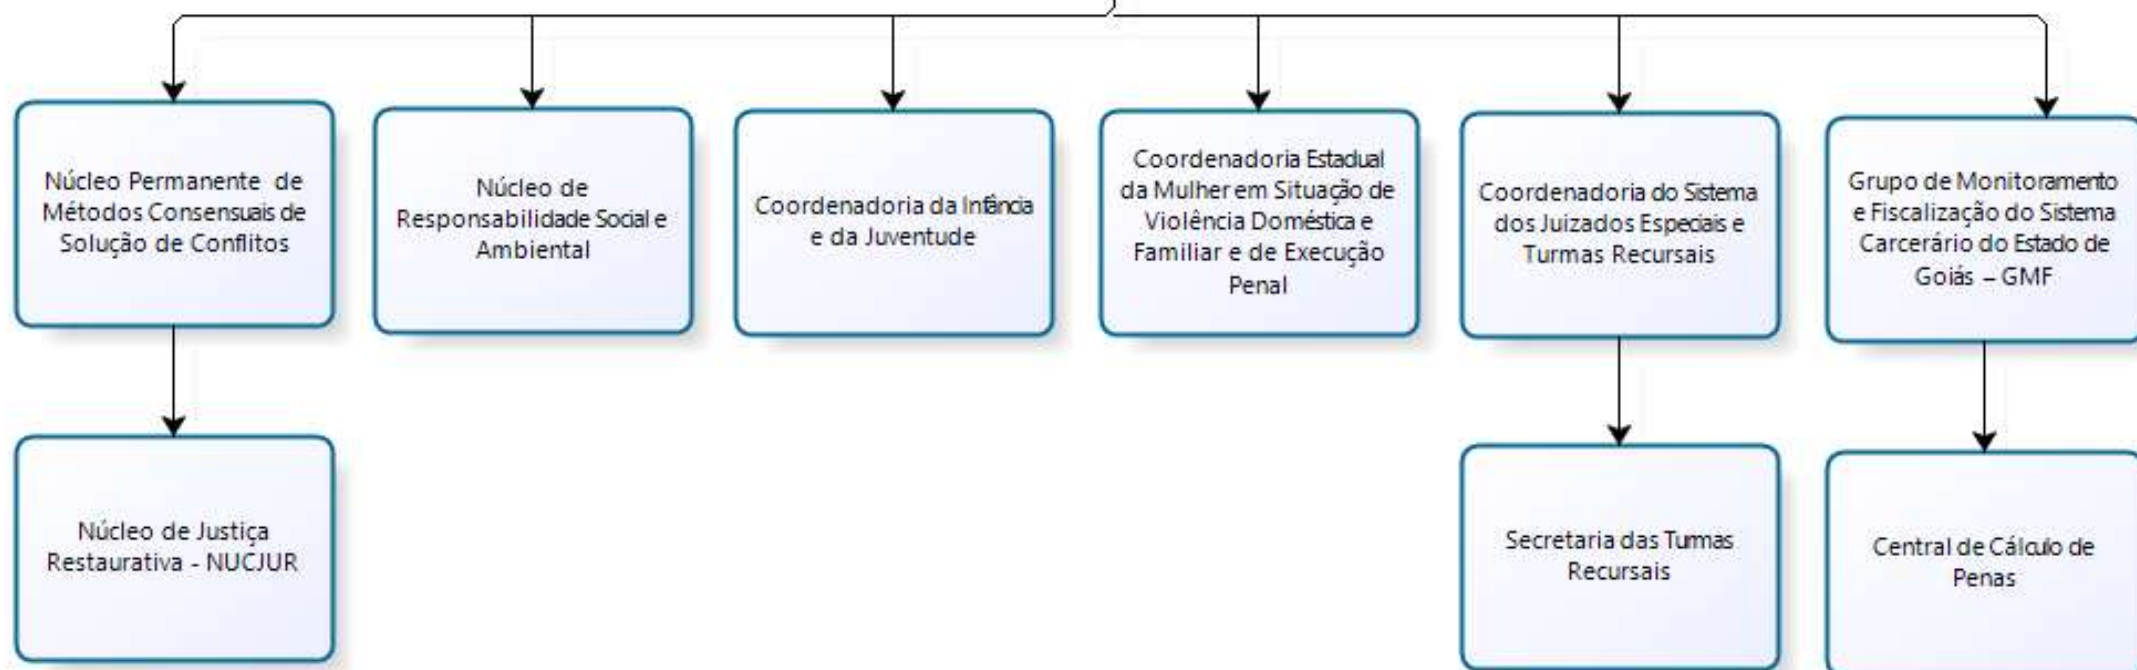 Núcleo Permanente de
Métodos Consensuais de
Solução de Conflitos
Núcleo de
Responsabilidade Social e
Ambiental
Coordenadoria da Infância
e da Juventude
Coordenadoria Estadual
da Mulher em Situação de
Violência Doméstica e
Familiar e de Execução
Penal
Coordenadoria do Sistema
dos Juizados Especiais e
Turmas Recursais
Grupo de Monitoramento
e Fiscalização do Sistema
Carcerário do Estado de
Goiás – GMF
Núcleo de Justiça
Restaurativa - NUCJUR
Secretaria das Turmas
Recursais
Central de Cálculo de
Penas